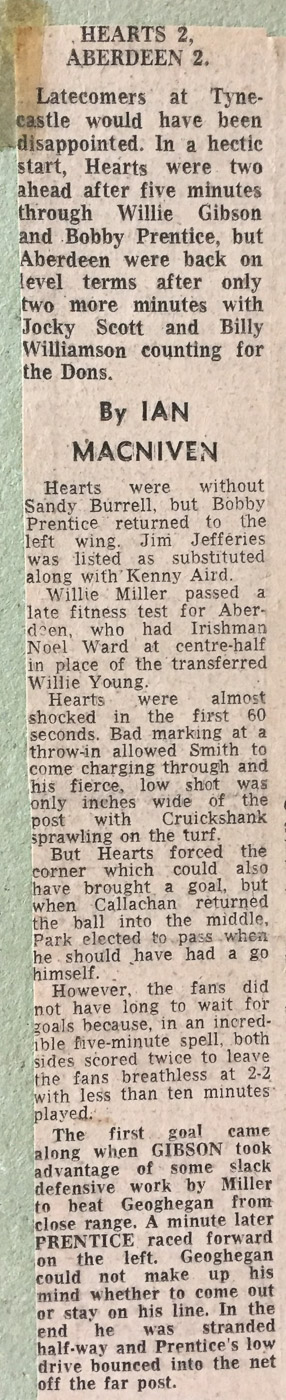 HEARTS 2,
ABERDEEN 2.
Latecomers at Tyne-
castle would have been
disappointed. In a hectic
start, Hearts were two
ahead after five minutes
through Willie Gibson
and Bobby Prentice, but
Aberdeen were back on
level terms after only
two more minutes with
Jocky Scott and Billy
Williamson counting for
the Dons.
By IAN
MACNIVEN
Hearts were without
Sandy Burrell, but Bobby
Prentice returned to the
left wing. Jim Jefferies
was listed as substituted
along with Kenny Aird.
Willie Miller passed a
late fitness test for Aber-
deen, who had Irishman
Noel Ward at centre-half
in place of the transferred
Willie Young.
Hearts were almost
shocked in the first 60
seconds. Bad marking at a
throw-in allowed Smith to
come charging through and
his fierce, low shot was
only inches wide of the
post with Cruickshank
sprawling on the turf.
But Hearts forced the
corner which could also
have brought a goal, but
when Callachan returned
the ball into the middle,
Park elected to pass when
he should have had a go
himself.
However, the fans did
not have long to wait for
goals because, in an incred-
ible five-minute spell, both
sides scored twice to leave
the fans breathless at 2-2
with less than ten minutes
played.
The first goal came
along when GIBSON took
advantage of some slack
defensive work by Miller
to beat Geoghegan from
close range. A minute later
PRENTICE raced forward
on the left. Geoghegan
could not make up his
mind whether to come out
or stay on his line. In the
end he was stranded
half-way and Prentice's low
drive bounced into the net
off the far post.